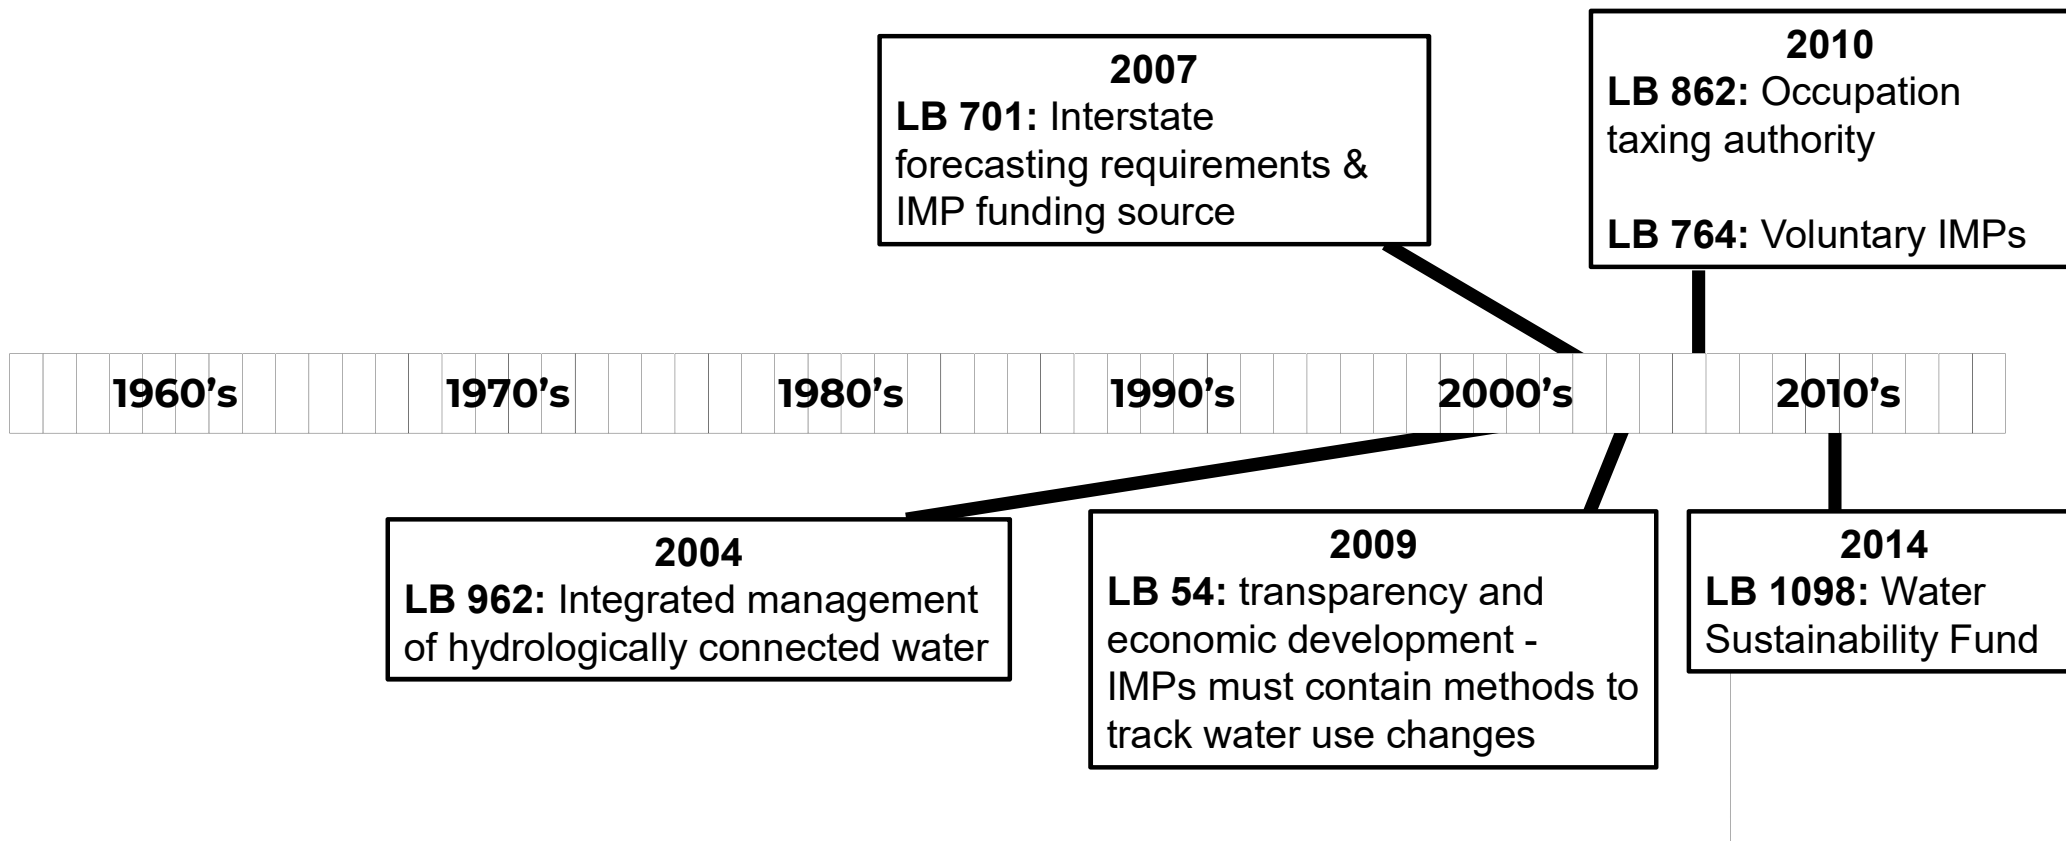 2007
LB 701: Interstate
forecasting requirements &
IMP funding source
2010
LB 862: Occupation
taxing authority
LB 764: Voluntary IMPs
1960’s
1970’s
1980’s
1990’s
2000’s
2010’s
2004
LB 962: Integrated management
of hydrologically connected water
2009
LB 54: transparency and
economic development -
IMPs must contain methods to
track water use changes
2014
LB 1098: Water
Sustainability Fund